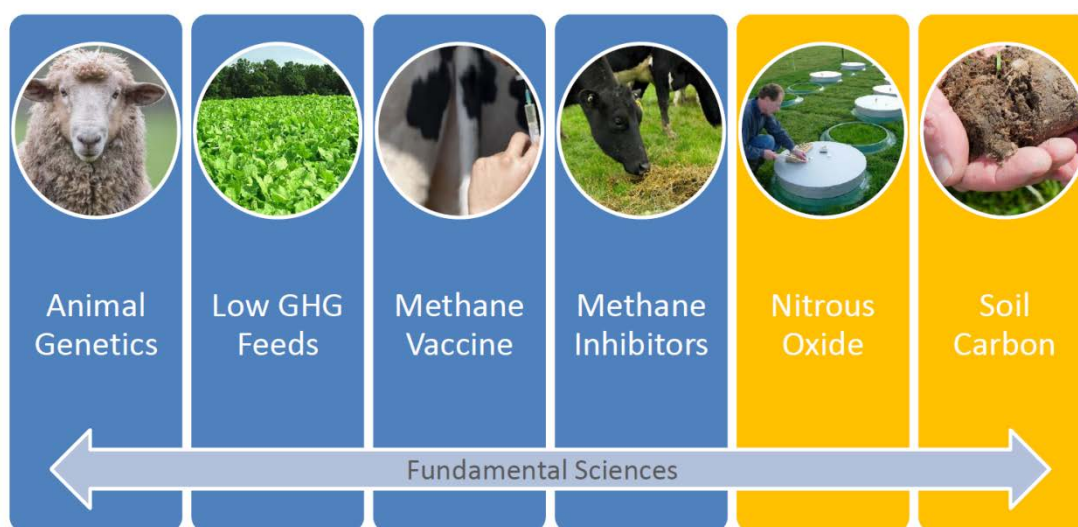 Animal
Genetics
Low GHG
Feeds
Methane
Vaccine
Methane
Inhibitors
Nitrous
Oxide
Soil
Carbon
Fundamental Sciences